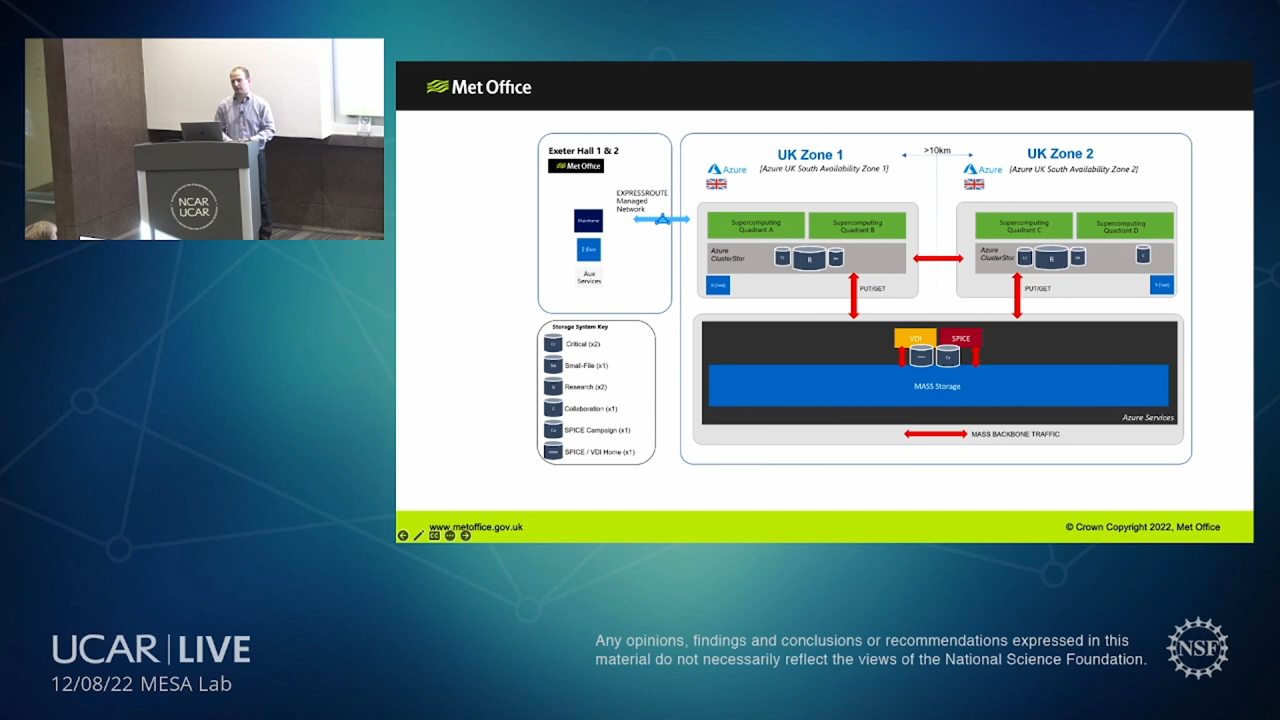 NCAR
UCAR
Met Office
Exeter Hall 1 & 2
Met Office
EXPRESSROUTE
Managed
Network
Mainframe
Aux
Services
Storage System Key
Critical (x2)
Small-File (x1)
Research (x2)
Collaboration (x1)
SPICE Campaign (x1)
SPICE / VDI Home (x1)
UK Zone 1
Azure
[Azure UK South Availability Zone 1]
>10km
UK Zone 2
Azure
[Azure UK South Availability Zone 2]
Supercomputing
Quadrant A
Supercomputing
Quadrant B
Azure
ClusterStor
R
Supercomputing
Quadrant C
Supercomputing
Quadrant D
Azure
ClusterStor
R
C
PUT/GET
PUT/GET
VDI
SPICE
MASS Storage
Azure Services
MASS BACKBONE TRAFFIC
www.metoffice.gov.uk
© Crown Copyright 2022, Met Office
UCAR | LIVE
12/08/22 MESA Lab
Any opinions, findings and conclusions or recommendations expressed in this
material do not necessarily reflect the views of the National Science Foundation.
NSF